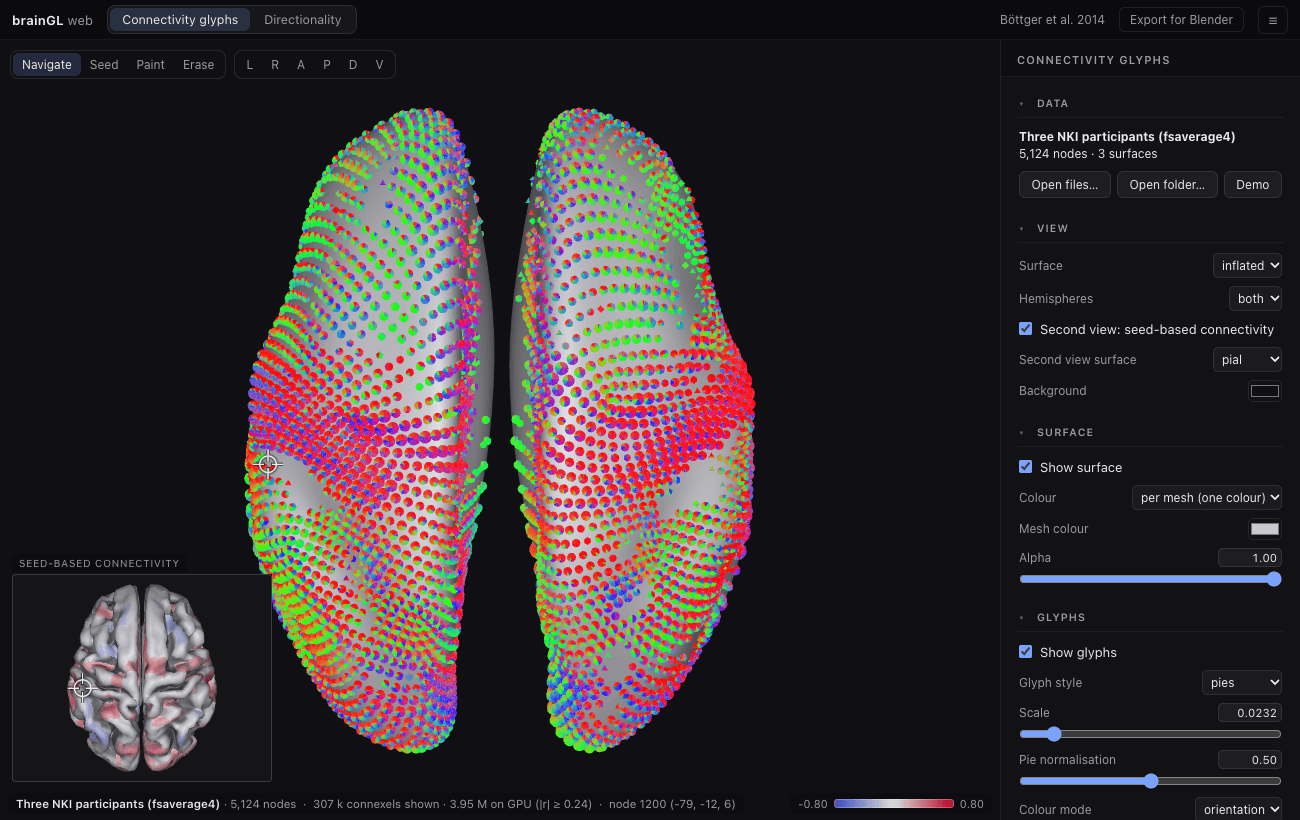 brainGL web
Connectivity glyphs
Directionality
Böttger et al. 2014
Export for Blender
≡
Navigate
Seed
Paint
Erase
L
R
A
P
D
V
CONNECTIVITY GLYPHS
DATA
Three NKI participants (fsaverage4)
5,124 nodes · 3 surfaces
Open files...
Open folder...
Demo
VIEW
Surface
inflated
Hemispheres
both
Second view: seed-based connectivity
Second view surface
pial
Background
SURFACE
Show surface
Colour
per mesh (one colour)
Mesh colour
Alpha
1.00
GLYPHS
Show glyphs
Glyph style
pies
Scale
0.0232
Pie normalisation
0.50
Colour mode
orientation
SEED-BASED CONNECTIVITY
Three NKI participants (fsaverage4) · 5,124 nodes · 307 k connexels shown · 3.95 M on GPU (|r| ≥ 0.24) · node 1200 (-79, -12, 6)
-0.80
0.80